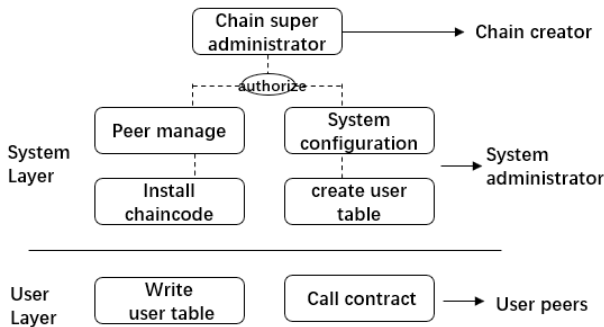 Chain super
administrator
Chain creator
authorize
Peer manage
System
configuration
System
Layer
System
administrator
Install
chaincode
create user
table
User
Layer
Write
user table
Call contract
User peers